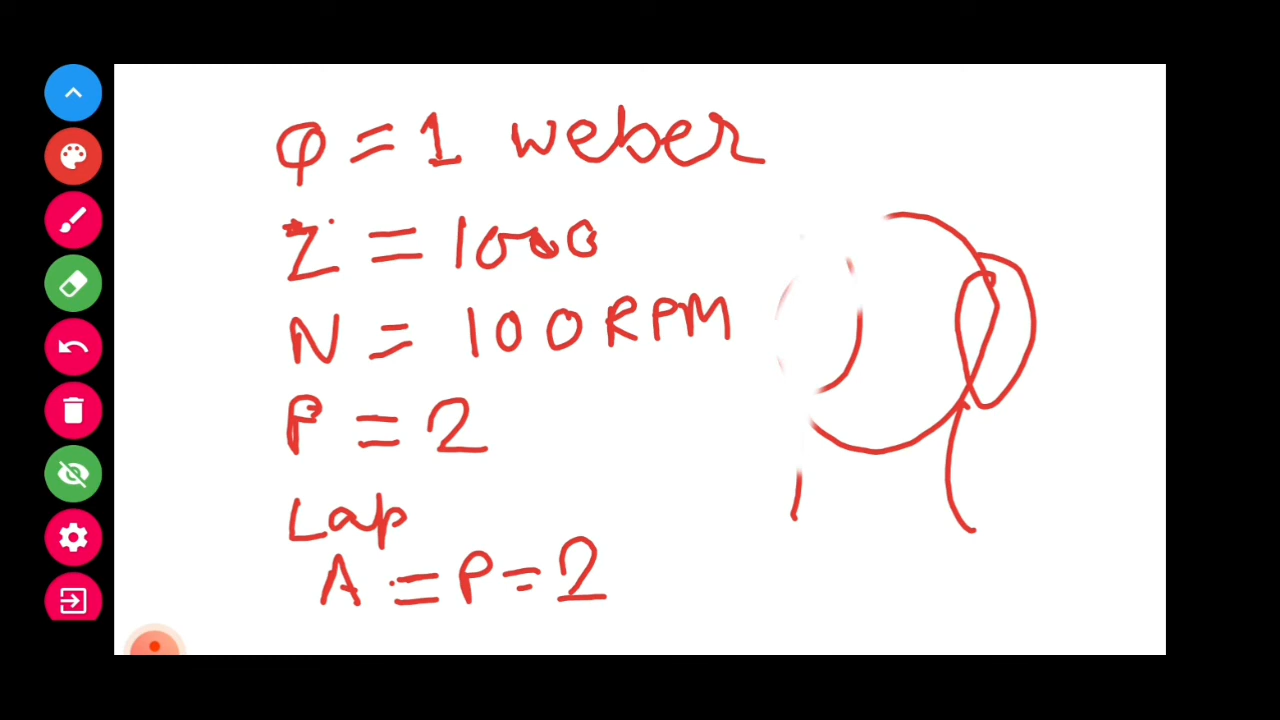 φ = 1 weber
Z = 1000
N = 100 RPM
P = 2
Lap
A = P = 2